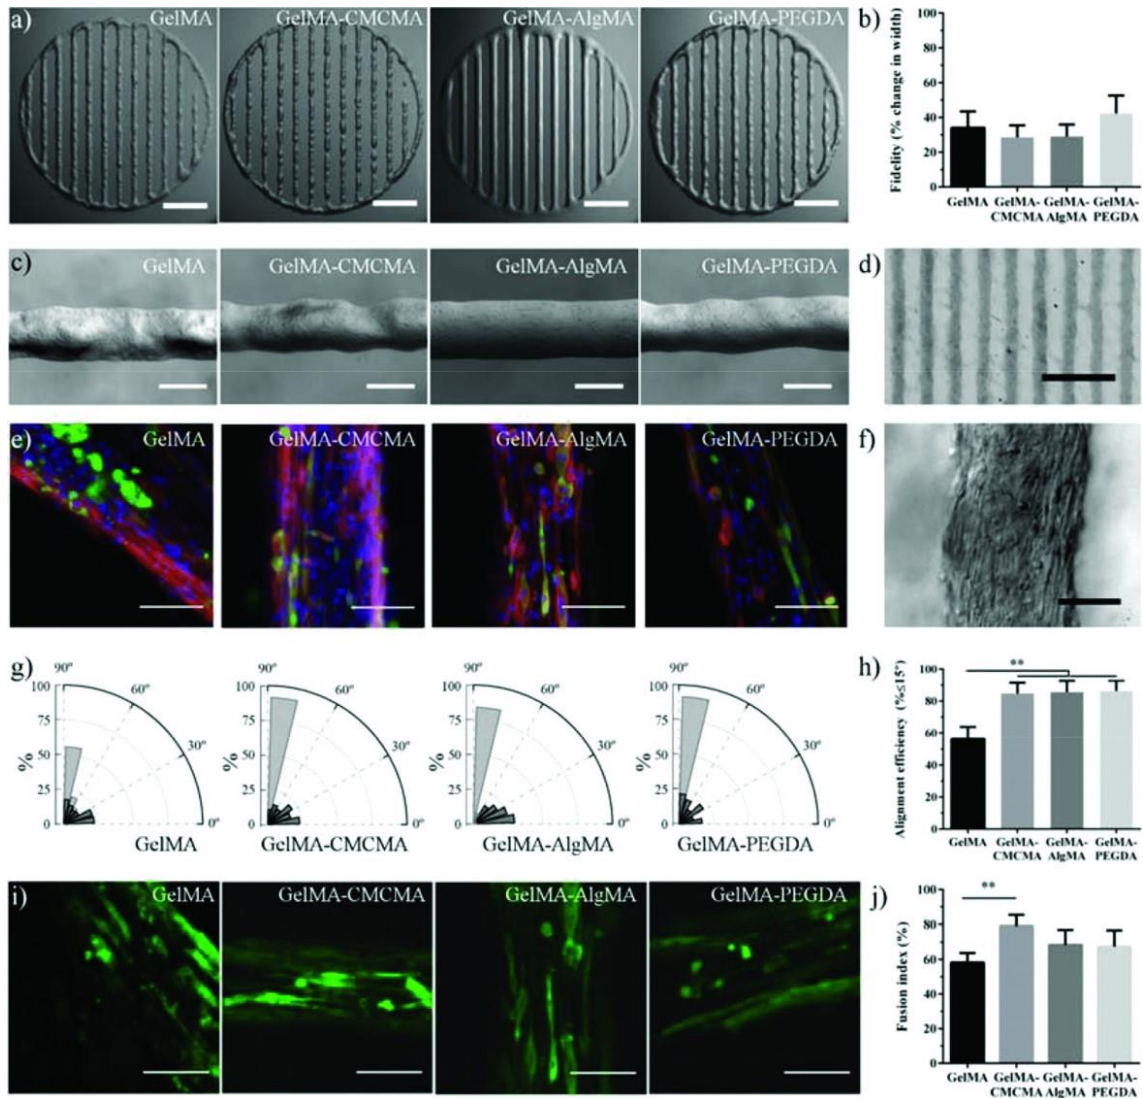 a) GelMA GelMA-CMCMA GelMA-AlgMA GelMA-PEGDA
b)
Fidelity (% change in width)
100
80
60
40
20
0
GelMA
GelMA-CMCMA
GelMA-AlgMA
GelMA-PEGDA
c) GelMA GelMA-CMCMA GelMA-AlgMA GelMA-PEGDA
d)
e) GelMA GelMA-CMCMA GelMA-AlgMA GelMA-PEGDA
f)
g)
90° 60° 30° 0°
100
75
50
25
0
%
GelMA
90° 60° 30° 0°
100
75
50
25
0
%
GelMA-CMCMA
90° 60° 30° 0°
100
75
50
25
0
%
GelMA-AlgMA
90° 60° 30° 0°
100
75
50
25
0
%
GelMA-PEGDA
h)
Alignment efficiency (%≤15°)
100
80
60
40
20
0
**
GelMA
GelMA-CMCMA
GelMA-AlgMA
GelMA-PEGDA
i) GelMA GelMA-CMCMA GelMA-AlgMA GelMA-PEGDA
j)
Fusion index (%)
100
80
60
40
20
0
**
GelMA
GelMA-CMCMA
GelMA-AlgMA
GelMA-PEGDA